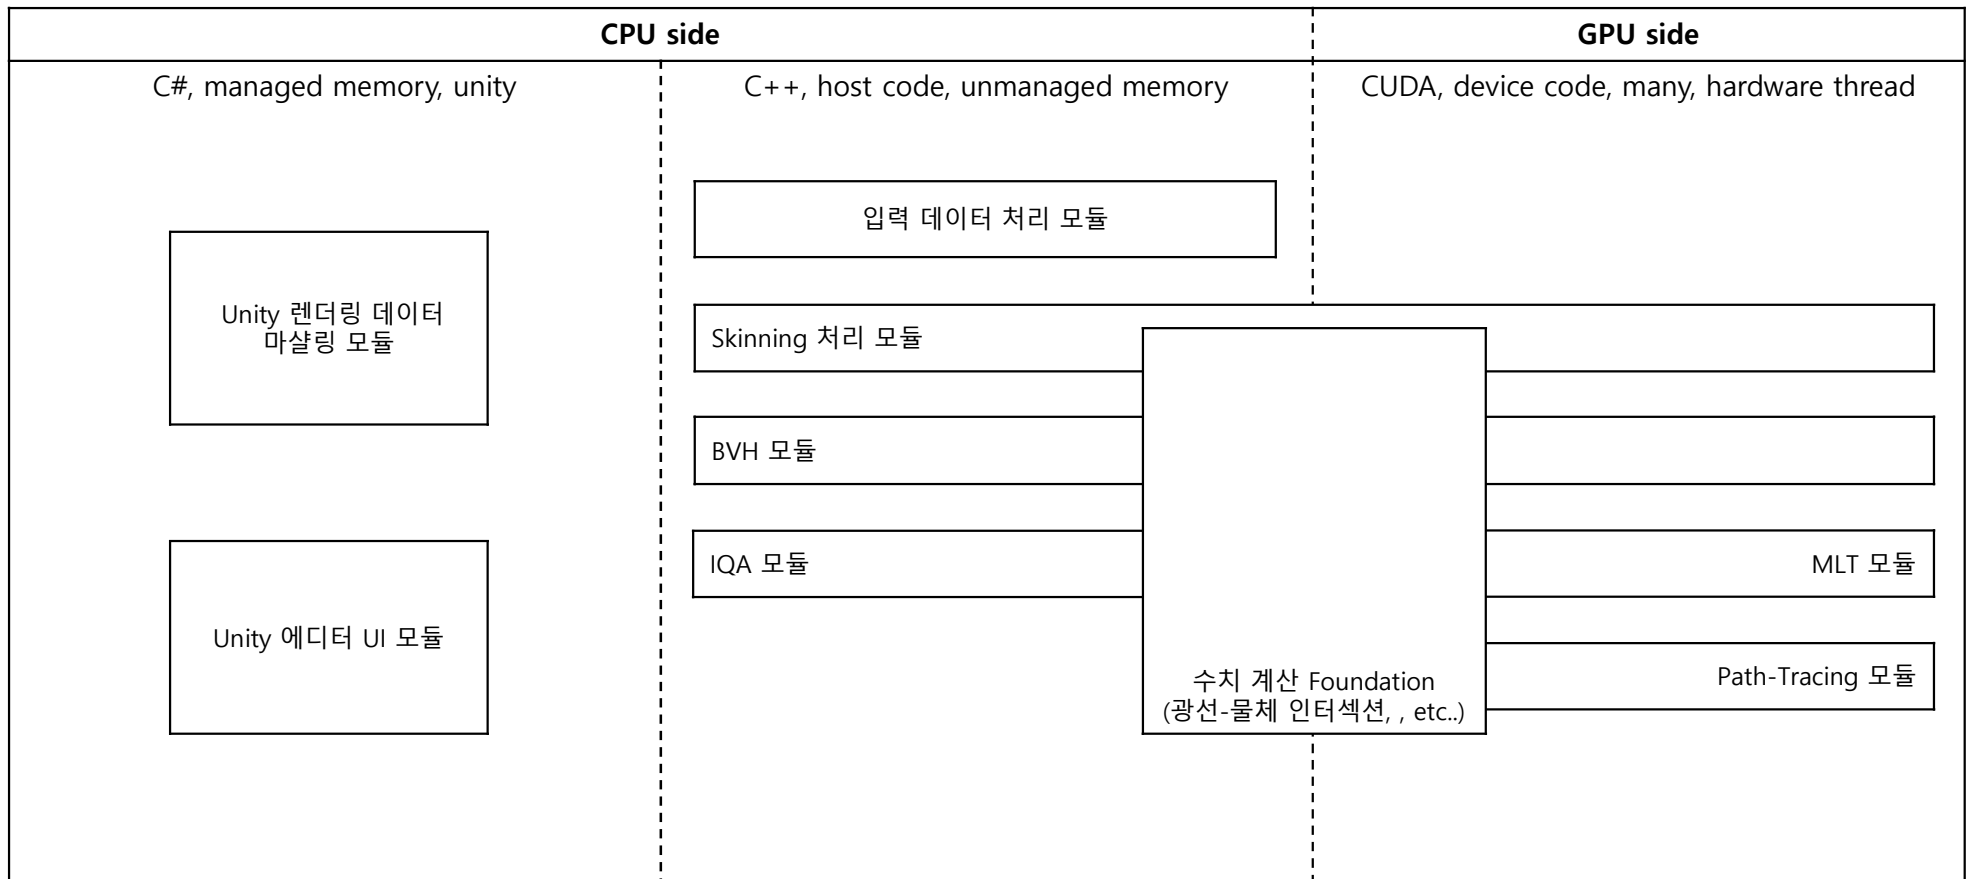 CPU side
GPU side
C#, managed memory, unity
C++, host code, unmanaged memory
CUDA, device code, many, hardware thread
입력 데이터 처리 모듈
Unity 렌더링 데이터
마샬링 모듈
Skinning 처리 모듈
BVH 모듈
IQA 모듈
MLT 모듈
Unity 에디터 UI 모듈
Path-Tracing 모듈
수치 계산 Foundation
(광선-물체 인터섹션, , etc..)